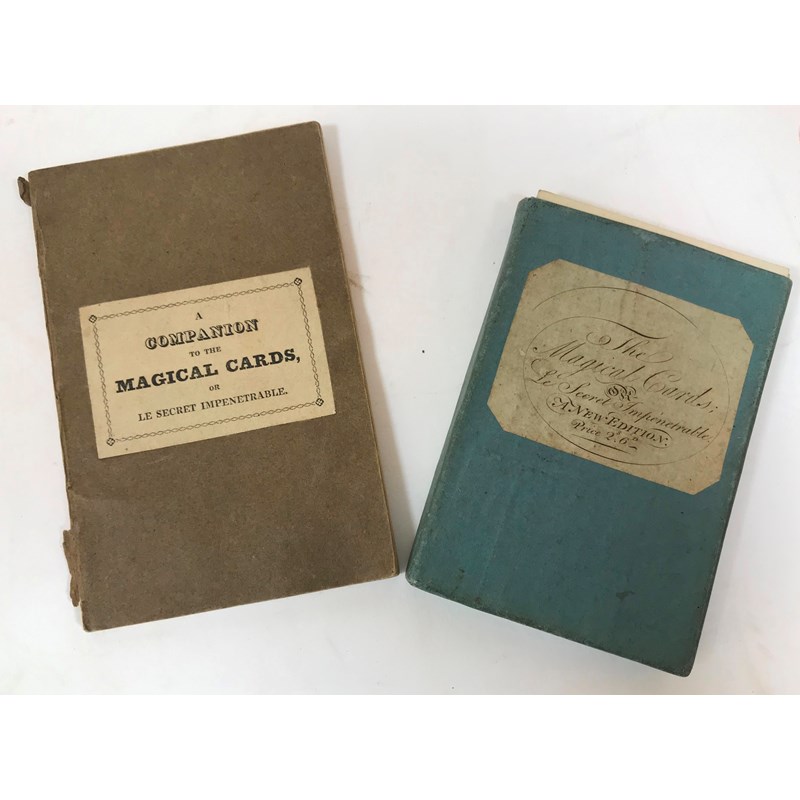 A
COMPANION
TO THE
MAGICAL CARDS,
OR
LE SECRET IMPENETRABLE.
The
Magical Cards;
OR
Le Secret Impenetrable.
A NEW EDITION.
Price 2.6